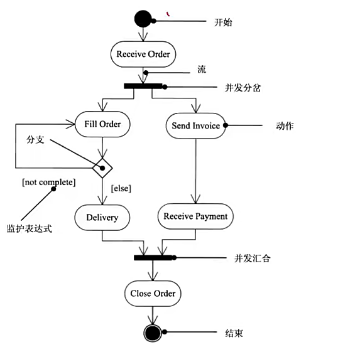 开始
Receive Order
流
并发分岔
Fill Order
Send Invoice
动作
分支
[not complete]
[else]
监护表达式
Delivery
Receive Payment
并发汇合
Close Order
结束